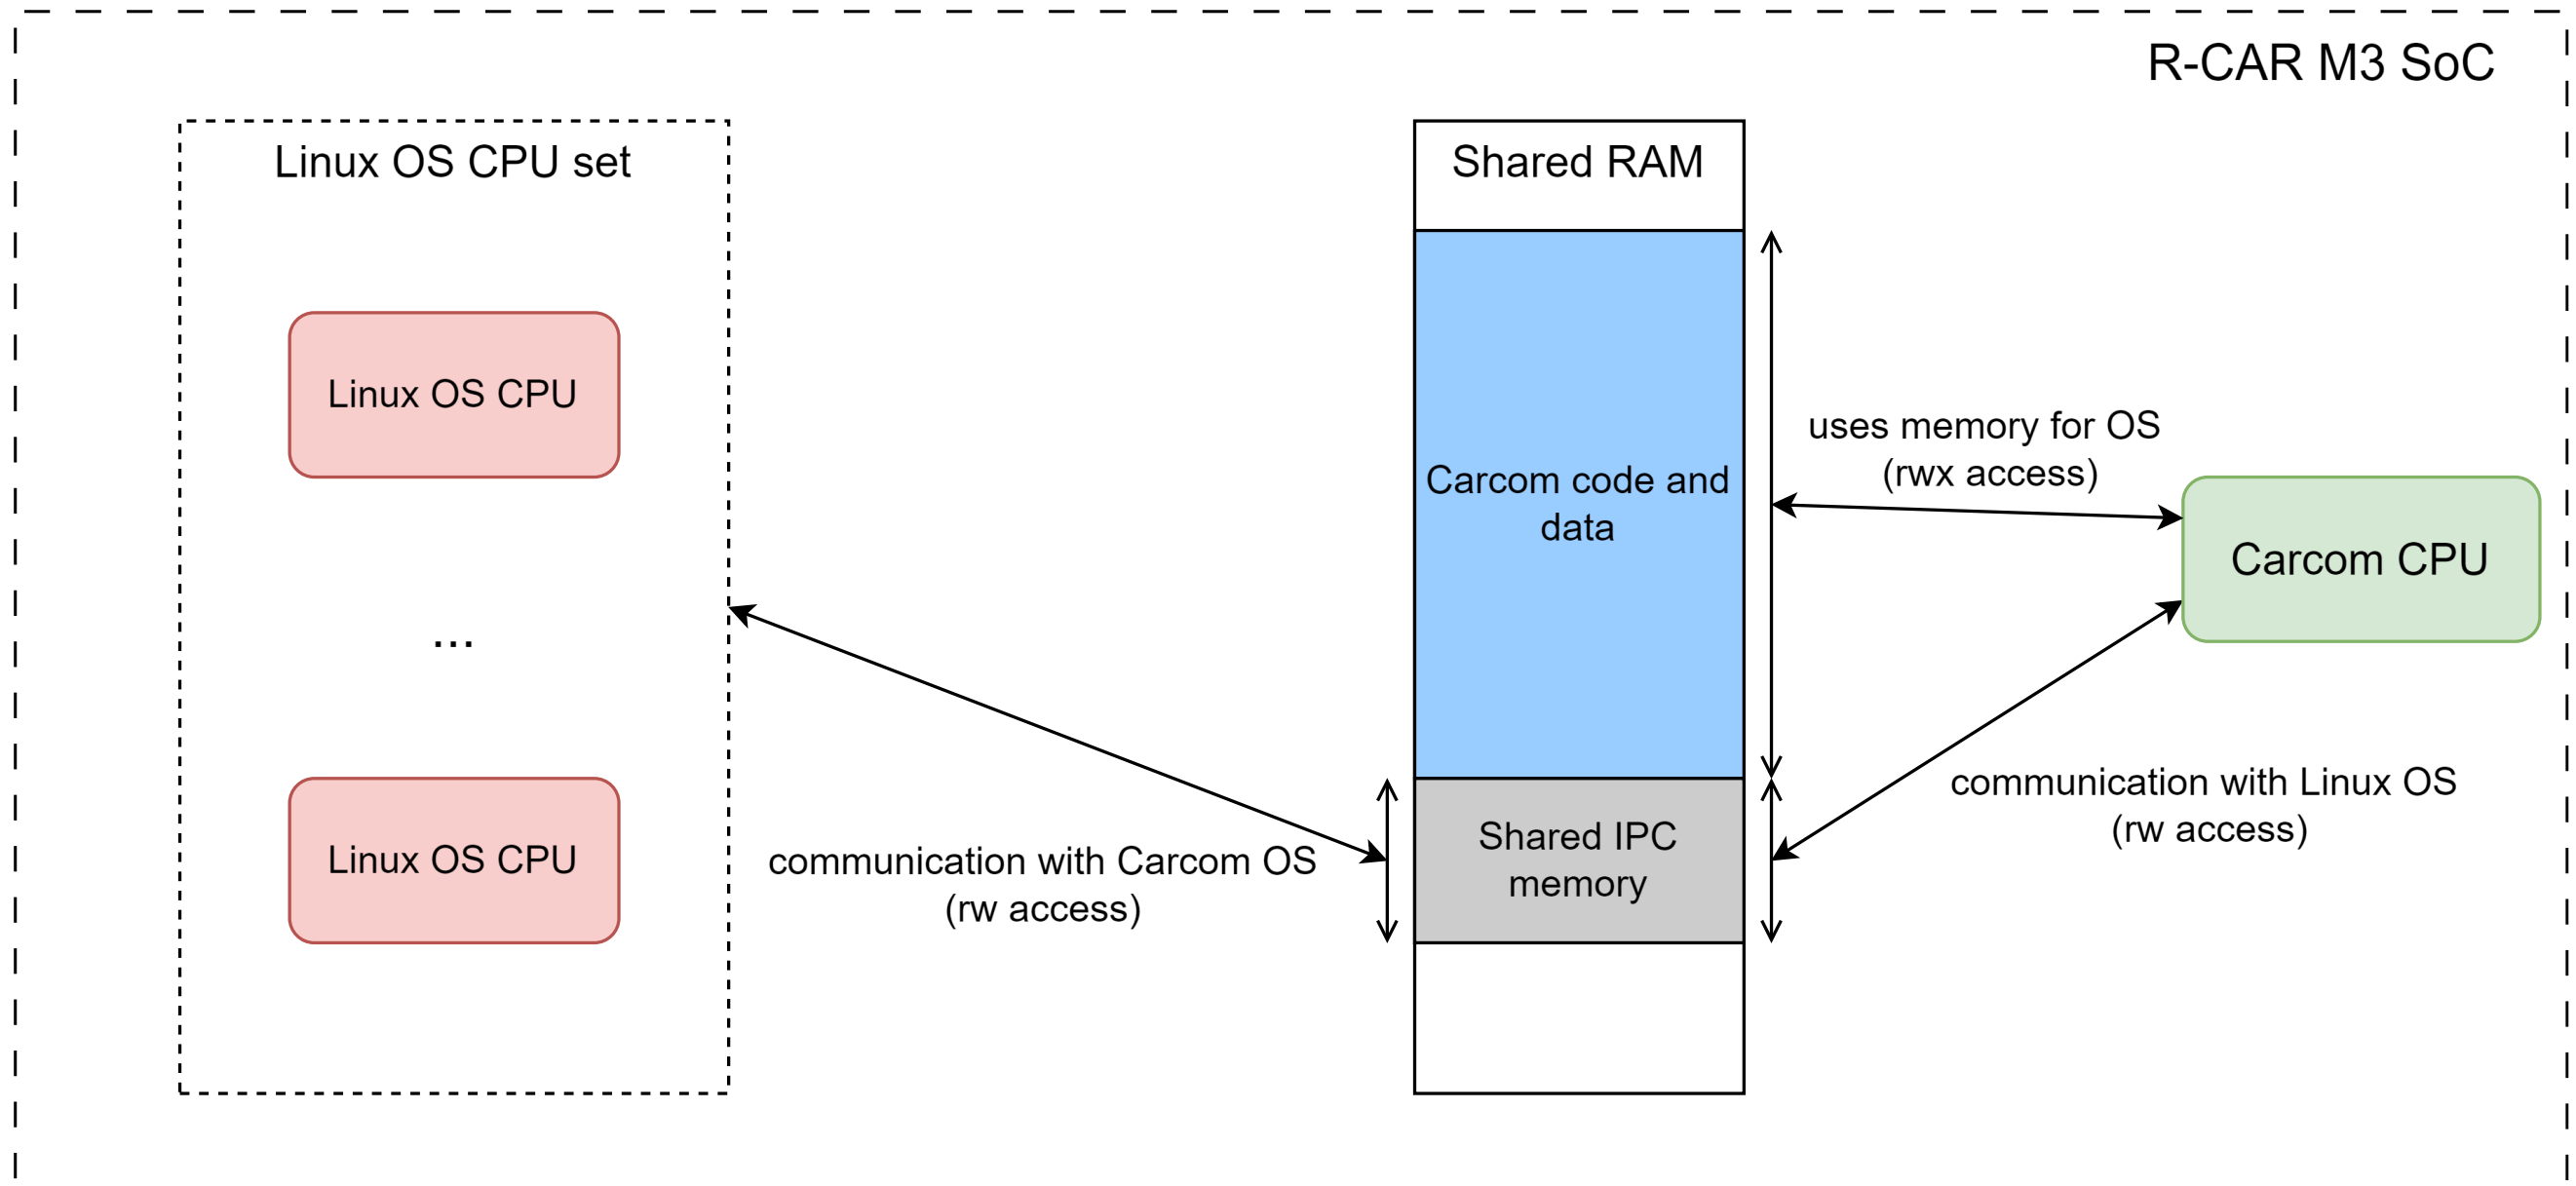 R-CAR M3 SoC
Linux OS CPU set
Linux OS CPU
...
Linux OS CPU
communication with Carcom OS
(rw access)
Shared RAM
Carcom code and
data
Shared IPC
memory
uses memory for OS
(rwx access)
Carcom CPU
communication with Linux OS
(rw access)